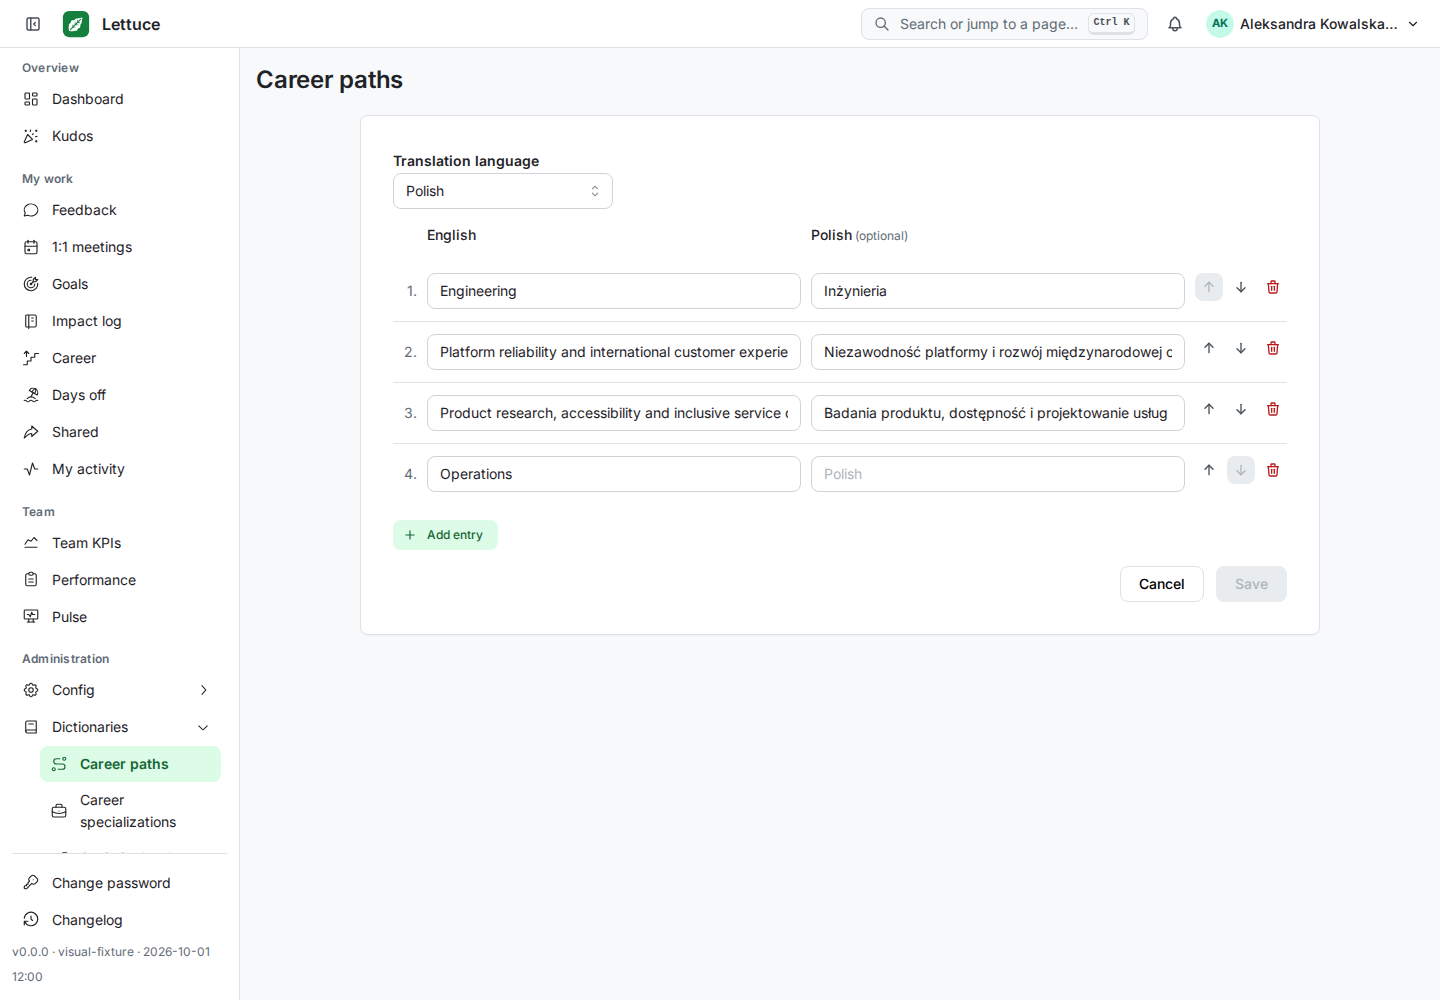 Lettuce
Search or jump to a page...
Ctrl K
AK
Aleksandra Kowalska...
Overview
Dashboard
Kudos
My work
Feedback
1:1 meetings
Goals
Impact log
Career
Days off
Shared
My activity
Team
Team KPIs
Performance
Pulse
Administration
Config
Dictionaries
Career paths
Career
specializations
Change password
Changelog
v0.0.0 · visual-fixture · 2026-10-01
12:00
Career paths
Translation language
Polish
English
Polish (optional)
1.
Engineering
Inżynieria
2.
Platform reliability and international customer experie
Niezawodność platformy i rozwój międzynarodowej
3.
Product research, accessibility and inclusive service
Badania produktu, dostępność i projektowanie usług
4.
Operations
Polish
Add entry
Cancel
Save